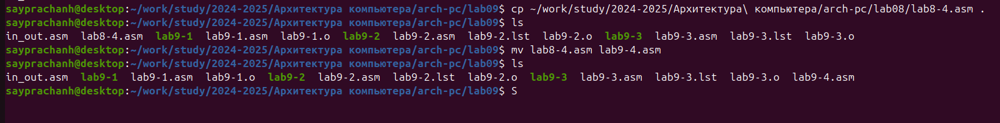 sayprachanh@desktop:~/work/study/2024-2025/Архитектура компьютера/arch-pc/lab09$ cp ~/work/study/2024-2025/Архитектура\ компьютера/arch-pc/lab08/lab8-4.asm .
sayprachanh@desktop:~/work/study/2024-2025/Архитектура компьютера/arch-pc/lab09$ ls
in_out.asm  lab8-4.asm  lab9-1  lab9-1.asm  lab9-1.o  lab9-2  lab9-2.asm  lab9-2.lst  lab9-2.o  lab9-3  lab9-3.asm  lab9-3.lst  lab9-3.o
sayprachanh@desktop:~/work/study/2024-2025/Архитектура компьютера/arch-pc/lab09$ mv lab8-4.asm lab9-4.asm
sayprachanh@desktop:~/work/study/2024-2025/Архитектура компьютера/arch-pc/lab09$ ls
in_out.asm  lab9-1  lab9-1.asm  lab9-1.o  lab9-2  lab9-2.asm  lab9-2.lst  lab9-2.o  lab9-3  lab9-3.asm  lab9-3.lst  lab9-3.o  lab9-4.asm
sayprachanh@desktop:~/work/study/2024-2025/Архитектура компьютера/arch-pc/lab09$ S